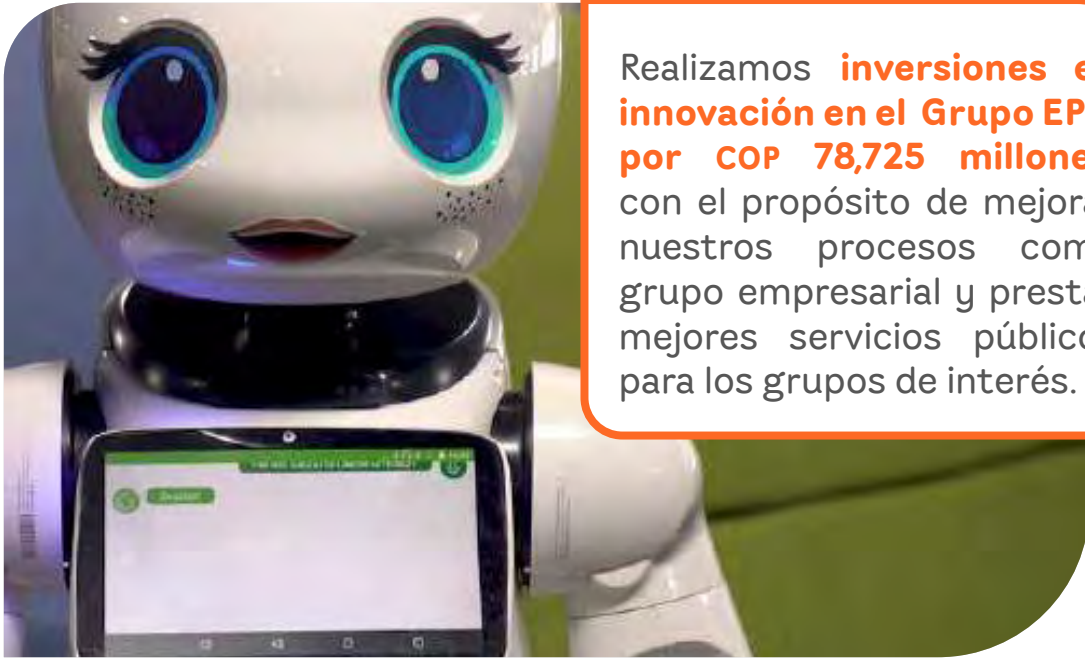 Realizamos inversiones e
innovación en el Grupo EP
por COP 78,725 millone
con el propósito de mejora
nuestros procesos com
grupo empresarial y presta
mejores servicios público
para los grupos de interés.